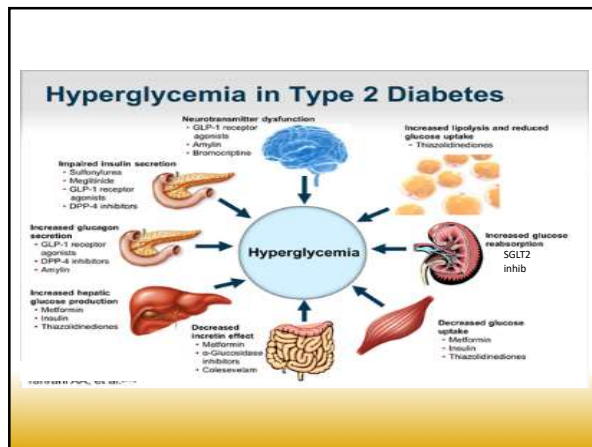 Hyperglycemia in Type 2 Diabetes
Neurotransmitter dysfunction
• GLP-1 receptor
agonists
• Amylin
• Bromocriptine
Increased lipolysis and reduced
glucose uptake
• Thiazolidinediones
Impaired insulin secretion
• Sulfonylurea
• Meglitinide
• GLP-1 receptor
agonists
• DPP-4 inhibitors
Increased glucagon
secretion
• GLP-1 receptor
agonists
• DPP-4 inhibitors
• Amylin
Hyperglycemia
Increased glucose
reabsorption
SGLT2
inhib
Increased hepatic
glucose production
• Metformin
• Insulin
• Thiazolidinediones
Decreased incretin effect
• Metformin
• α-Glucosidase
inhibitors
• Colesevelam
Decreased glucose
uptake
• Metformin
• Insulin
• Thiazolidinediones